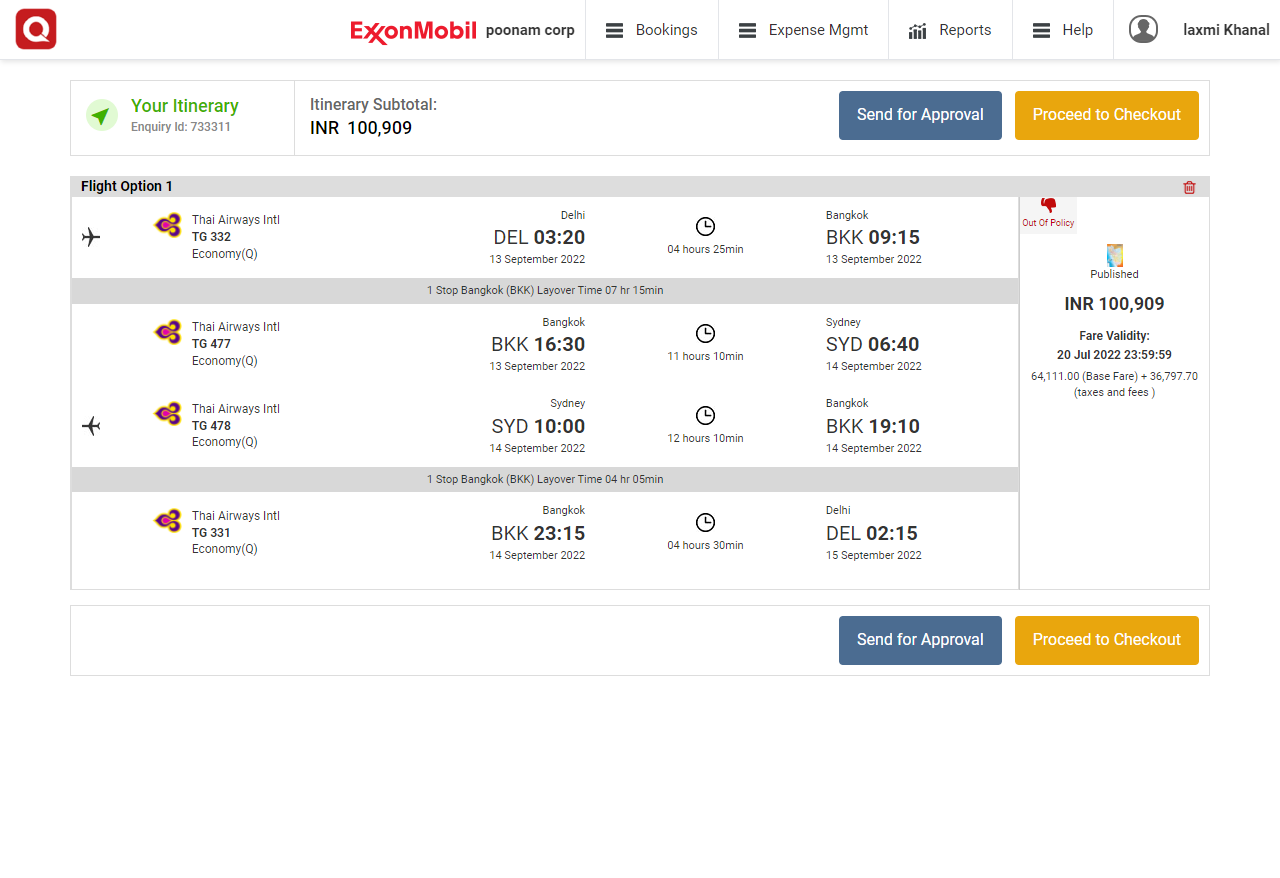 Q
ExxonMobil poonam corp Bookings Expense Mgmt Reports Help laxmi Khanal
Your Itinerary
Enquiry Id: 733311
Itinerary Subtotal:
INR 100,909
Send for Approval Proceed to Checkout
Flight Option 1
Thai Airways Intl
TG 332
Economy(Q)
Delhi
DEL 03:20
13 September 2022
04 hours 25min
Bangkok
BKK 09:15
13 September 2022
1 Stop Bangkok (BKK) Layover Time 07 hr 15min
Thai Airways Intl
TG 477
Economy(Q)
Bangkok
BKK 16:30
13 September 2022
11 hours 10min
Sydney
SYD 06:40
14 September 2022
Thai Airways Intl
TG 478
Economy(Q)
Sydney
SYD 10:00
14 September 2022
12 hours 10min
Bangkok
BKK 19:10
14 September 2022
1 Stop Bangkok (BKK) Layover Time 04 hr 05min
Thai Airways Intl
TG 331
Economy(Q)
Bangkok
BKK 23:15
14 September 2022
04 hours 30min
Delhi
DEL 02:15
15 September 2022
Out Of Policy
Published
INR 100,909
Fare Validity:
20 Jul 2022 23:59:59
64,111.00 (Base Fare) + 36,797.70
(taxes and fees )
Send for Approval Proceed to Checkout